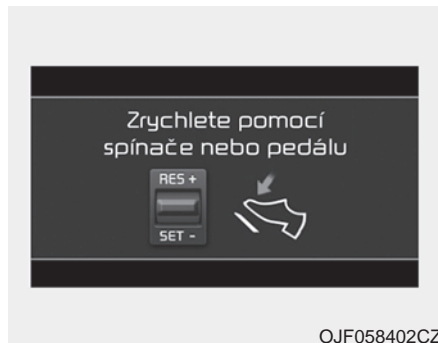 Zrychlete pomocí
spínače nebo pedálu
RES +
SET -
OJF058402CZ